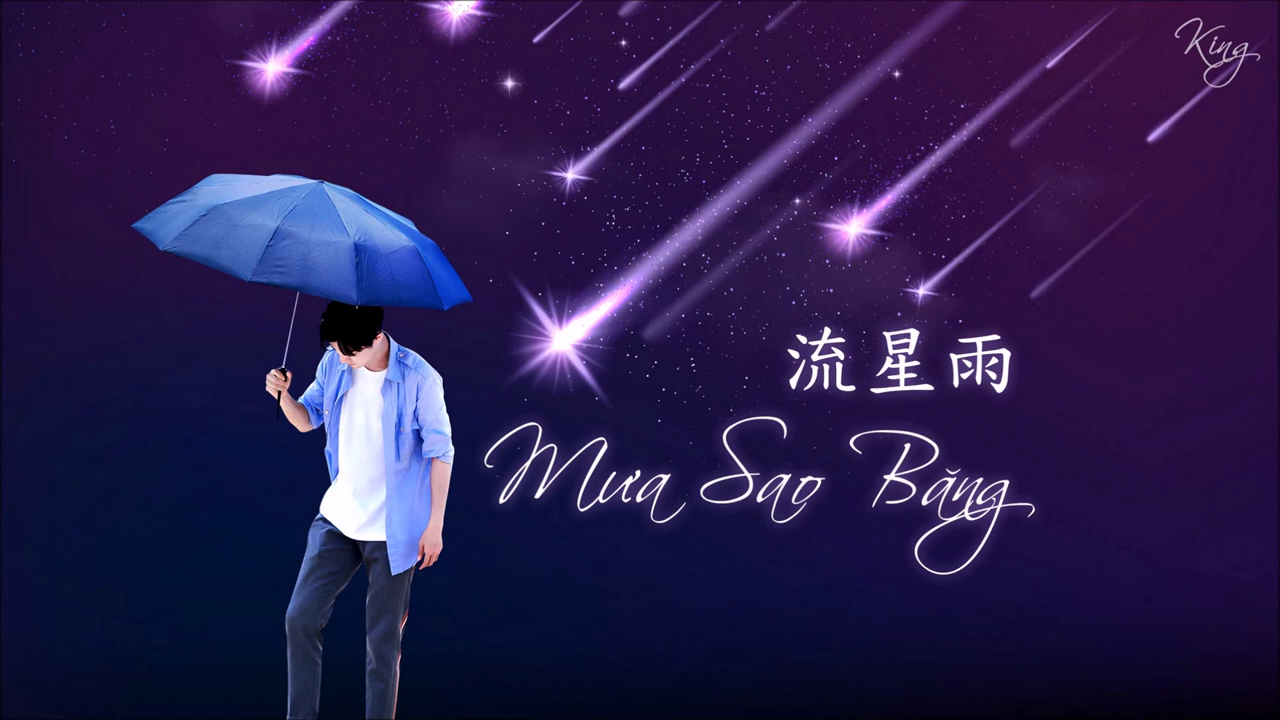 King
流星雨
Mưa Sao Băng